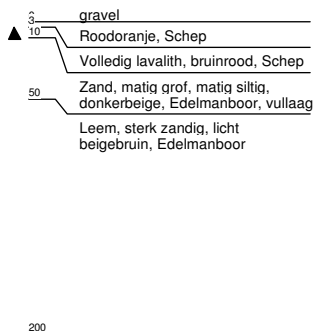 gravel
3
Roodoranje, Schep
10
Volledig lavalith, bruinrood, Schep
Zand, matig grof, matig siltig,
donkerbeige, Edelmanboor, vullaag
50
Leem, sterk zandig, licht
beigebruin, Edelmanboor
200